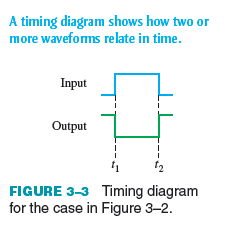 A timing diagram shows how two or
more waveforms relate in time.
Input
Output
t1 t2
FIGURE 3–3 Timing diagram
for the case in Figure 3–2.